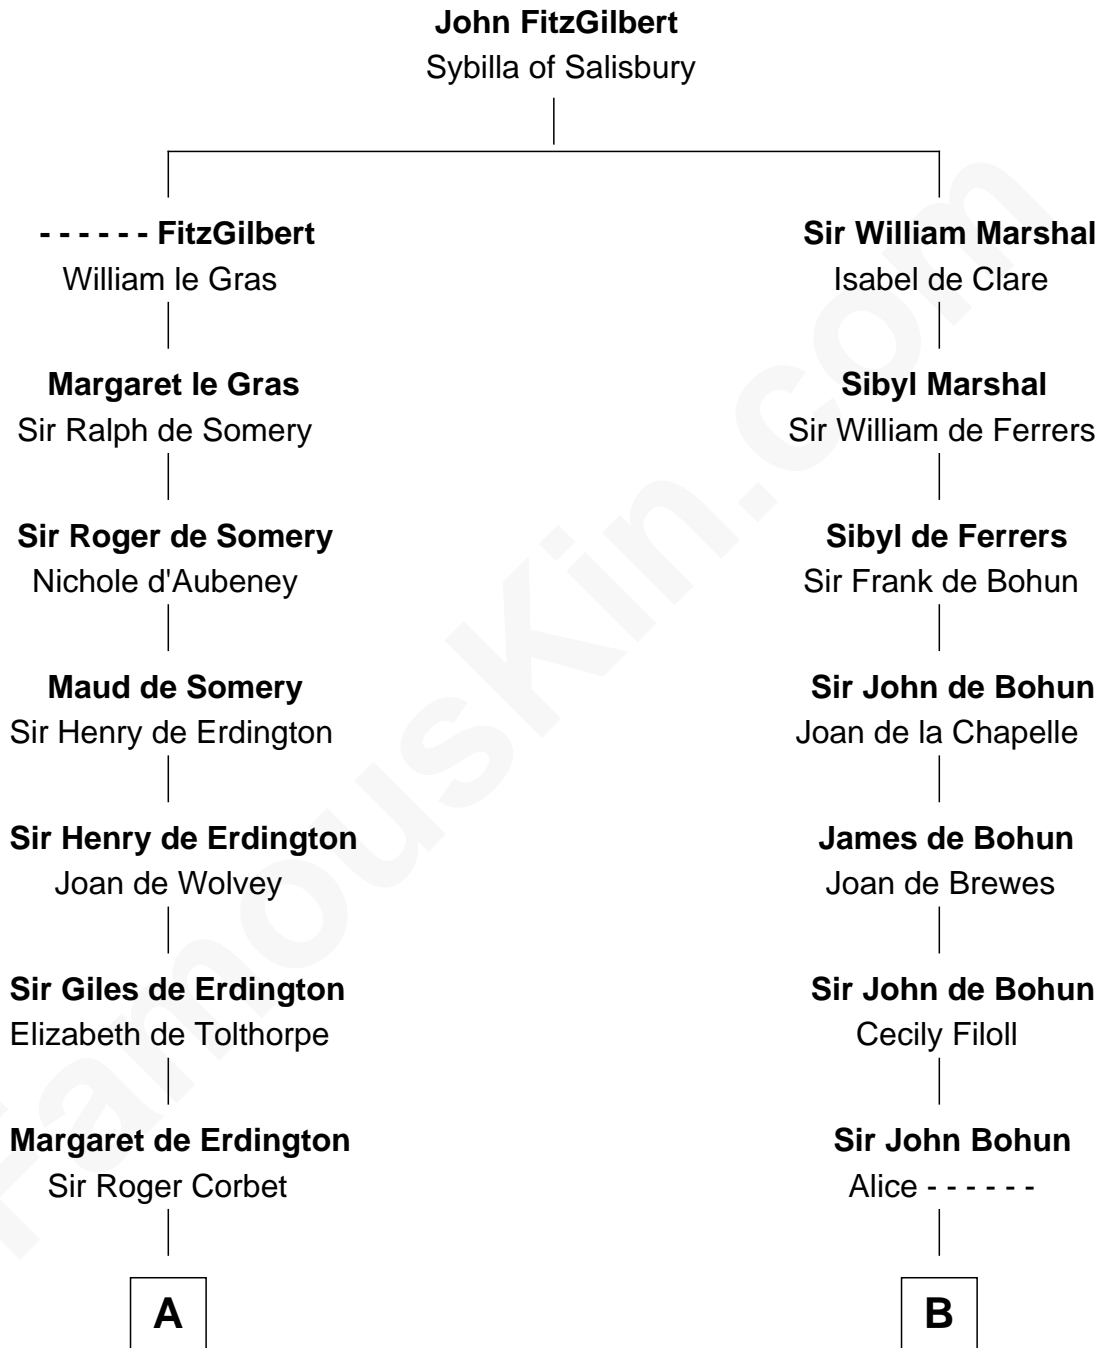 John FitzGilbert
Sybilla of Salisbury
- - - - - - FitzGilbert
William le Gras
Sir William Marshal
Isabel de Clare
Margaret le Gras
Sir Ralph de Somery
Sibyl Marshal
Sir William de Ferrers
Sir Roger de Somery
Nichole d'Aubeney
Sibyl de Ferrers
Sir Frank de Bohun
Maud de Somery
Sir Henry de Erdington
Sir John de Bohun
Joan de la Chapelle
Sir Henry de Erdington
Joan de Wolvey
James de Bohun
Joan de Brewes
Sir Giles de Erdington
Elizabeth de Tolthorpe
Sir John de Bohun
Cecily Filoll
Margaret de Erdington
Sir Roger Corbet
Sir John Bohun
Alice - - - - - -
A
B
FamousKin.com